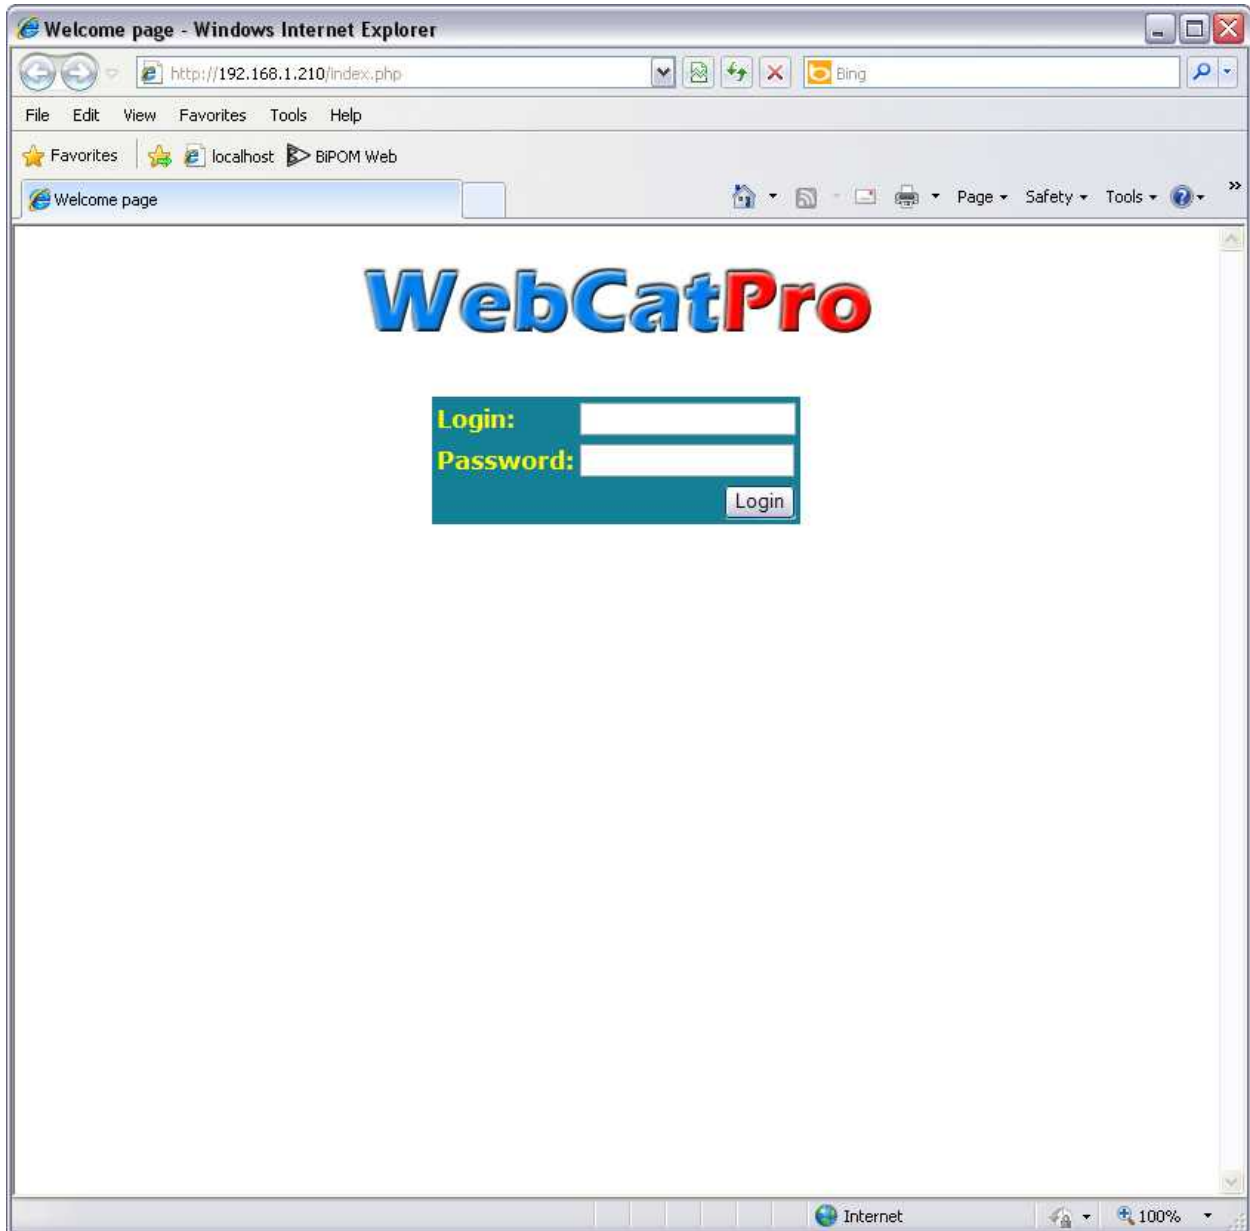 Welcome page - Windows Internet Explorer
http://192.168.1.210/index.php
Bing
File Edit View Favorites Tools Help
Favorites localhost BiPOM Web
Welcome page
Page Safety Tools »
WebCatPro
Login:
Password:
Login
Internet
100%